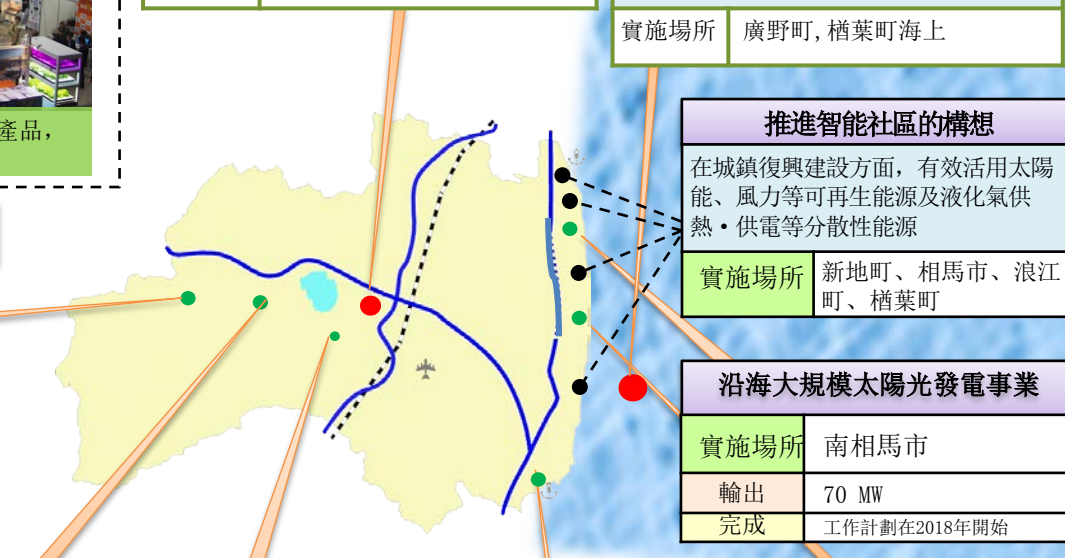 產品,
實施場所 廣野町,楢葉町海上
推進智能社區的構想
在城鎮復興建設方面，有效活用太陽
能、風力等可再生能源及液化氣供
熱・供電等分散性能源
實施場所 新地町、相馬市、浪江
町、楢葉町
沿海大規模太陽光發電事業
實施場所 南相馬市
輸出 70 MW
完成 工作計劃在2018年開始